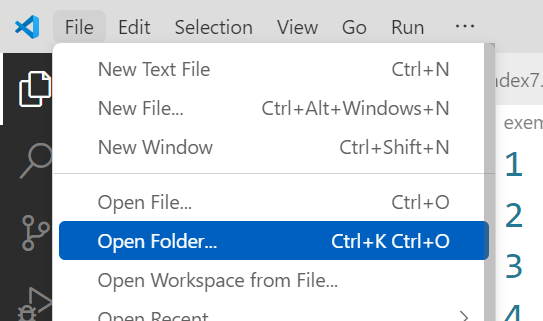 File Edit Selection View Go Run ...
New Text File Ctrl+N
New File... Ctrl+Alt+Windows+N
New Window Ctrl+Shift+N
Open File... Ctrl+O
Open Folder... Ctrl+K Ctrl+O
Open Workspace from File...
Open Recent
ndex7.
exem
1
2
3
4